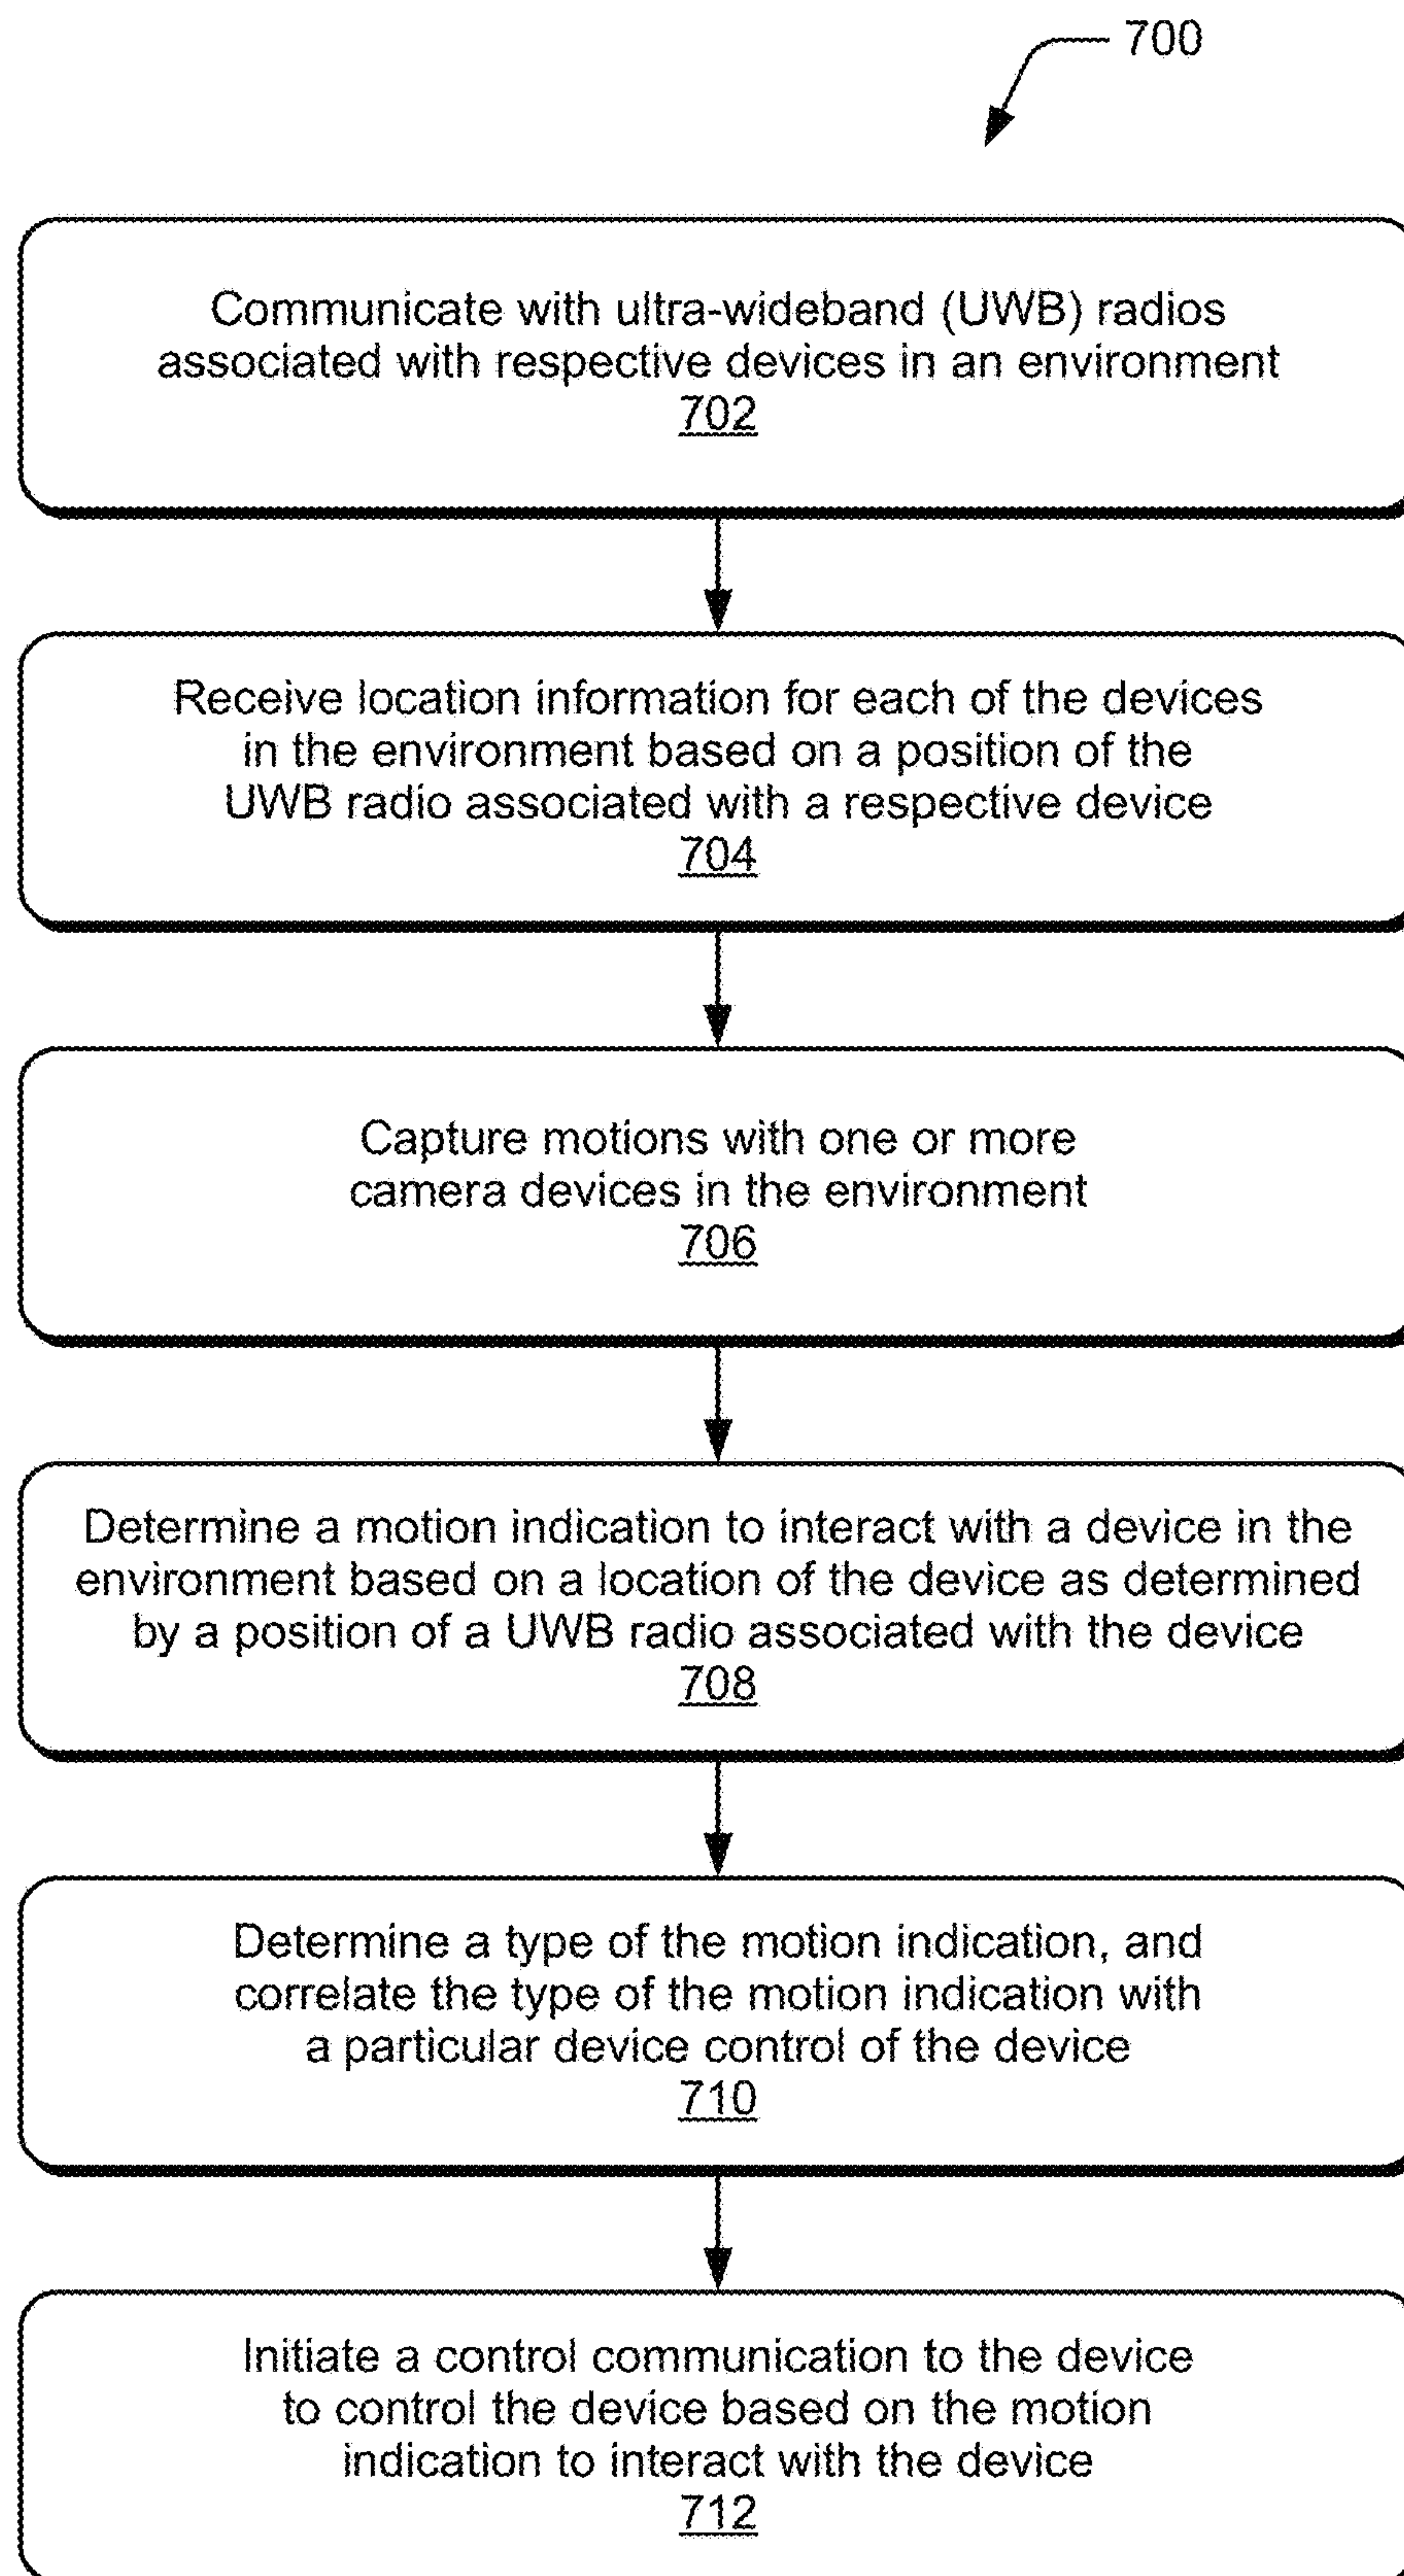 700
Communicate with ultra-wideband (UWB) radios
associated with respective devices in an environment
702
Receive location information for each of the devices
in the environment based on a position of the
UWB radio associated with a respective device
704
Capture motions with one or more
camera devices in the environment
706
Determine a motion indication to interact with a device in the
environment based on a location of the device as determined
by a position of a UWB radio associated with the device
708
Determine a type of the motion indication, and
correlate the type of the motion indication with
a particular device control of the device
710
Initiate a control communication to the device
to control the device based on the motion
indication to interact with the device
712